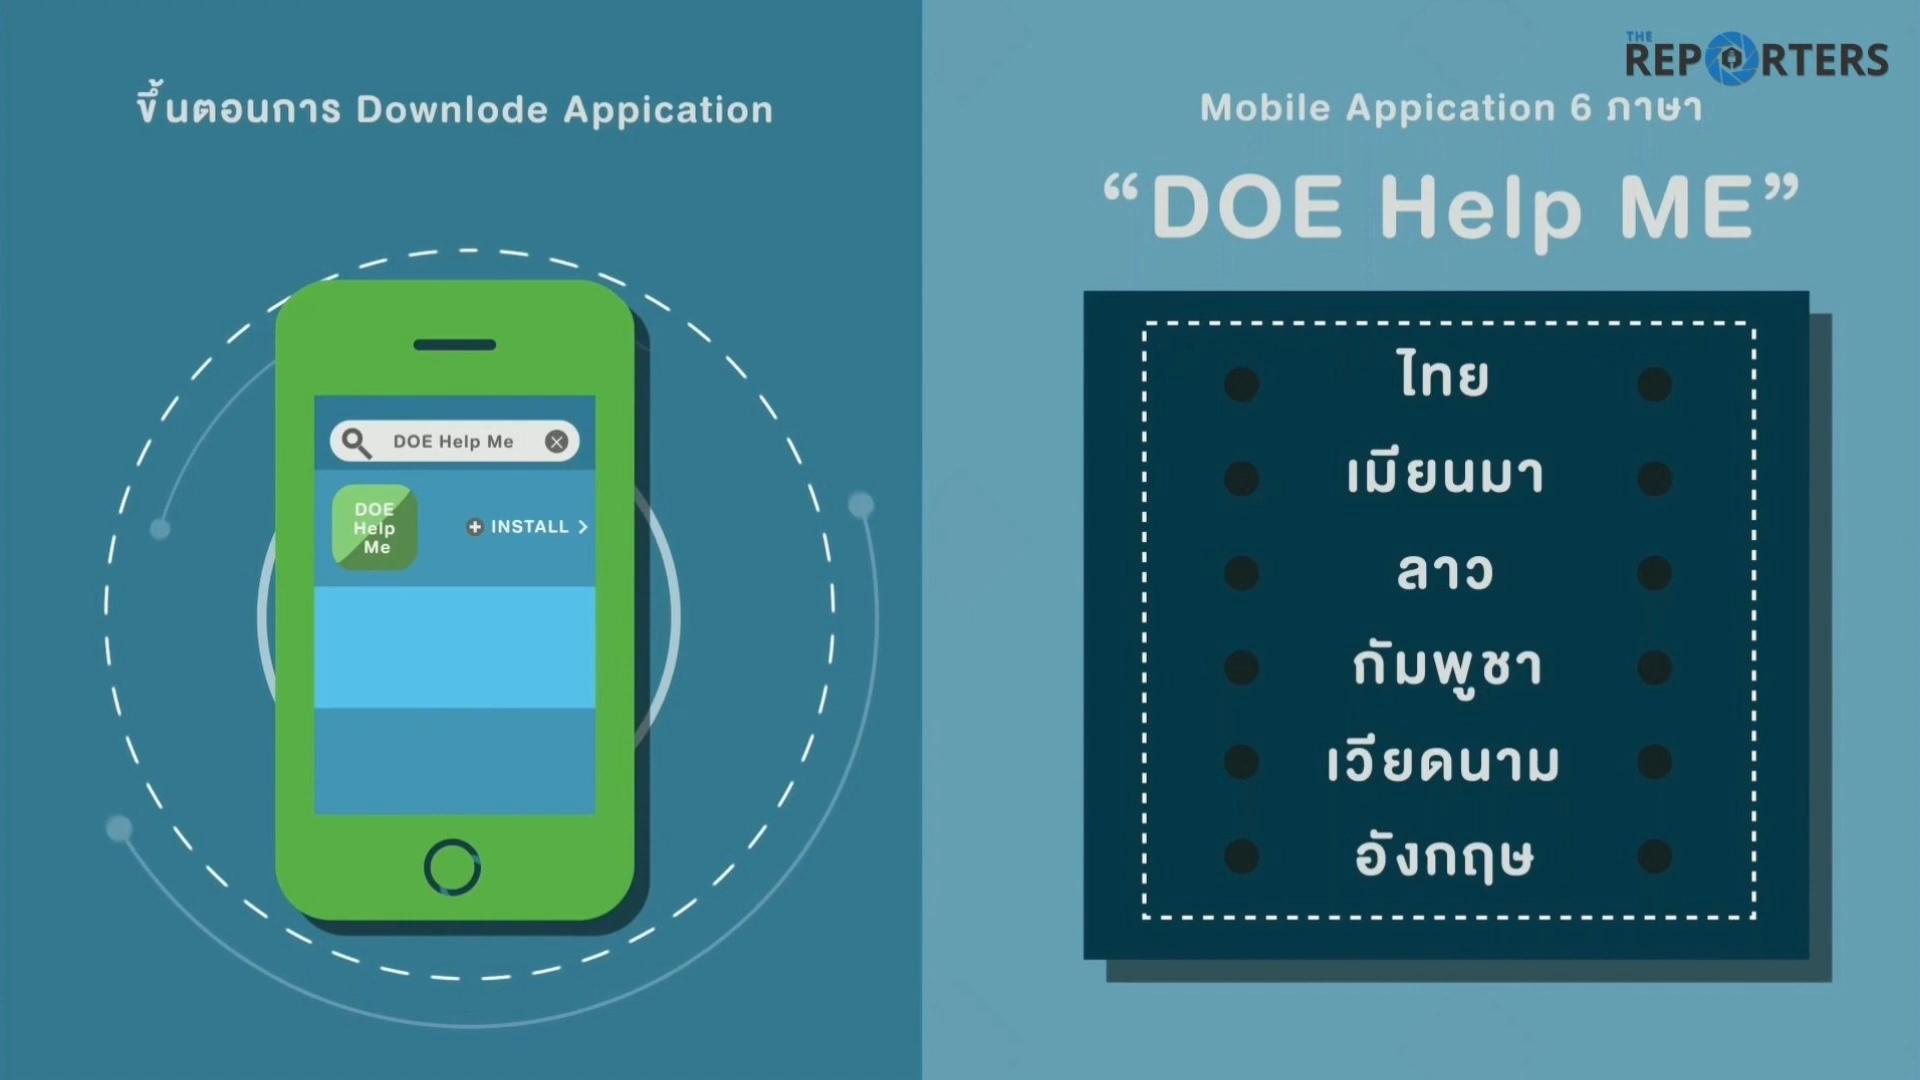 ขึ้นตอนการ Downlode Appication
DOE Help Me
DOE
Help
Me
INSTALL
THE
REPORTERS
Mobile Appication 6 ภาษา
“DOE Help ME”
ไทย
เมียนมา
ลาว
กัมพูชา
เวียดนาม
อังกฤษ